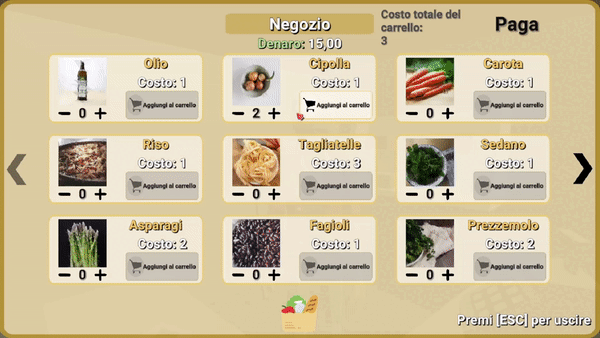 Negozio
Costo totale del
carrello:
3
Paga
Denaro: 15,00
Olio
Costo: 1
Aggiungi al carrello
0
Cipolla
Costo: 1
Aggiungi al carrello
2
Carota
Costo: 1
Aggiungi al carrello
0
Riso
Costo: 1
Aggiungi al carrello
0
Tagliatelle
Costo: 3
Aggiungi al carrello
0
Sedano
Costo: 1
Aggiungi al carrello
0
Asparagi
Costo: 2
Aggiungi al carrello
0
Fagioli
Costo: 1
Aggiungi al carrello
0
Prezzemolo
Costo: 2
Aggiungi al carrello
0
Premi [ESC] per uscire